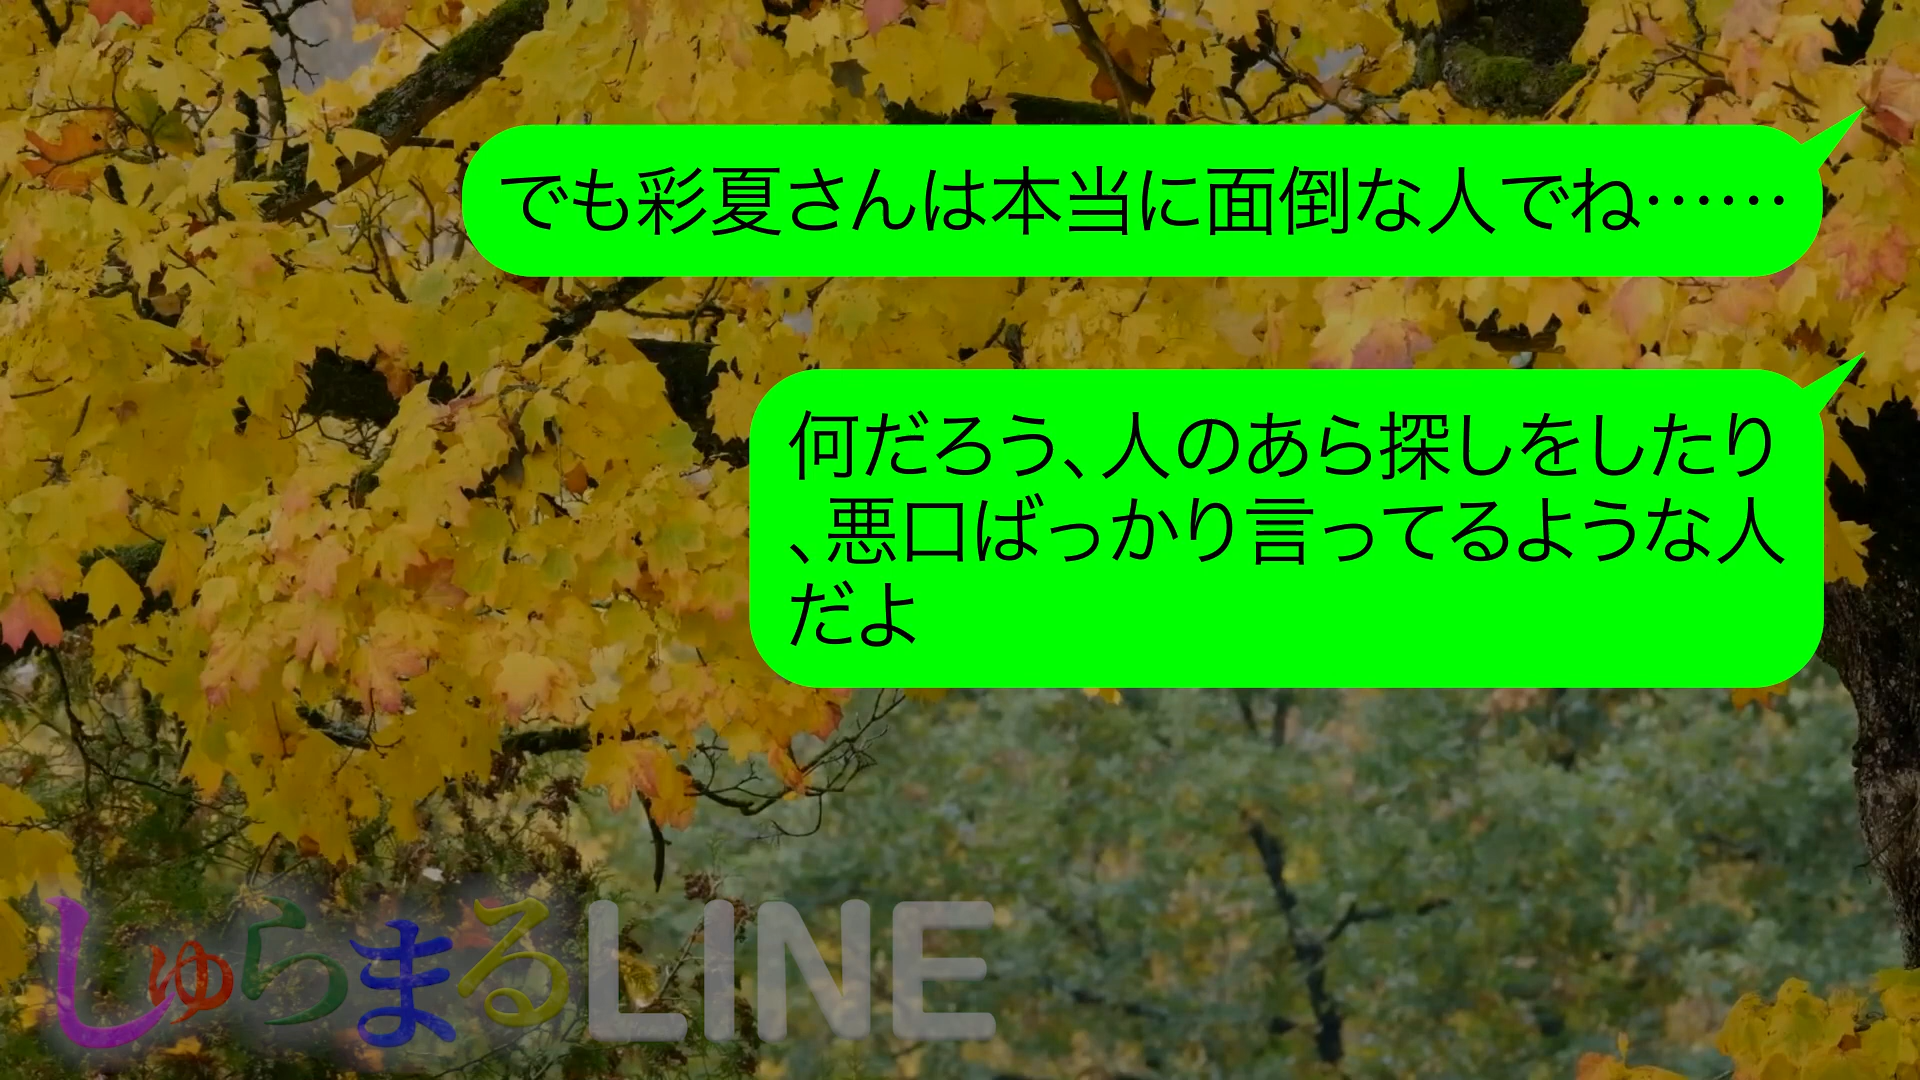 でも彩夏さんは本当に面倒な人でね……
何だろう、人のあら探しをしたり
、悪口ばっかり言ってるような人
だよ
しゅらまるLINE